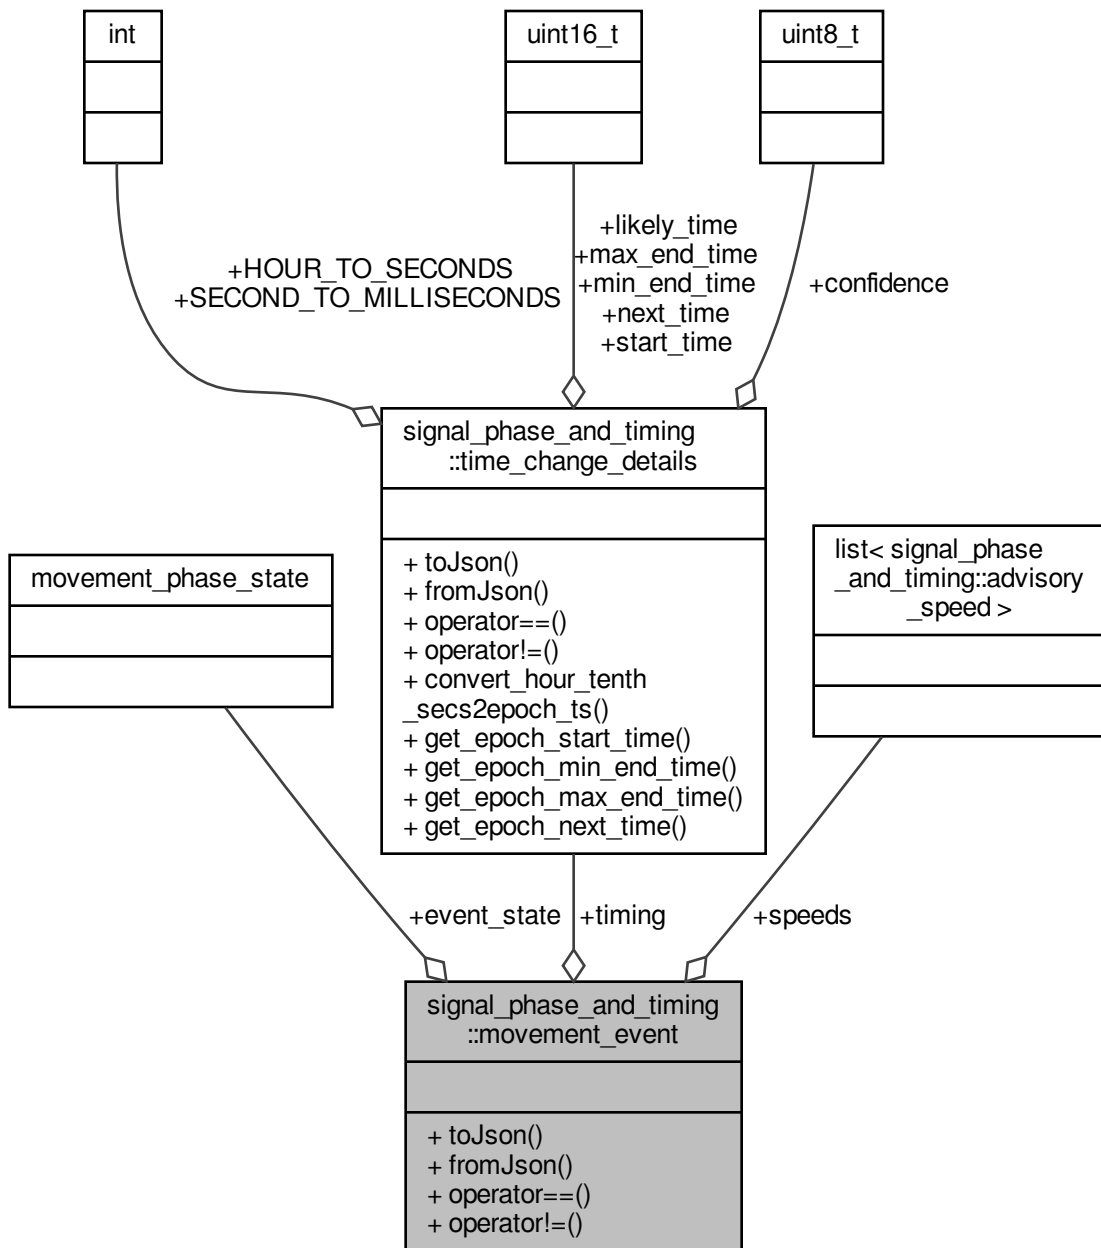 int
uint16_t
uint8_t
+HOUR_TO_SECONDS
+SECOND_TO_MILLISECONDS
+likely_time
+max_end_time
+min_end_time
+next_time
+start_time
+confidence
signal_phase_and_timing
::time_change_details
+ toJson()
+ fromJson()
+ operator==()
+ operator!=()
+ convert_hour_tenth
_secs2epoch_ts()
+ get_epoch_start_time()
+ get_epoch_min_end_time()
+ get_epoch_max_end_time()
+ get_epoch_next_time()
movement_phase_state
list< signal_phase
_and_timing::advisory
_speed >
+event_state
+timing
+speeds
signal_phase_and_timing
::movement_event
+ toJson()
+ fromJson()
+ operator==()
+ operator!=()